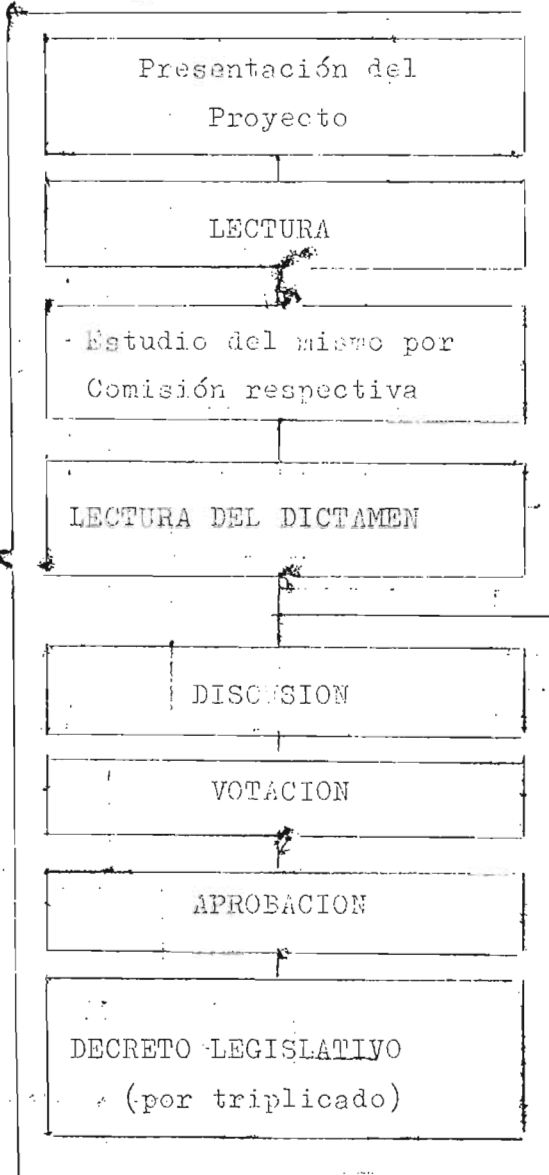 Presentación del
Proyecto
LECTURA
Estudio del mismo por
Comisión respectiva
LECTURA DEL DICTAMEN
DISCUSION
VOTACION
APROBACION
DECRETO LEGISLATIVO
(por triplicado)